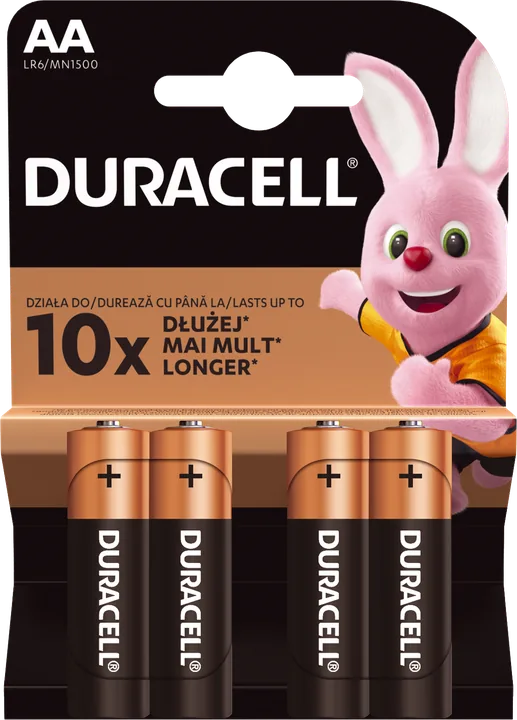 AA
LR6/MN1500
DURACELL®
DZIAŁA DO/DUREAZĂ CU PÂNĂ LA/LASTS UP TO
10x
DŁUŻEJ*
MAI MULT*
LONGER*
+
+
+
+
DURACELL®
DURACELL®
DURACELL®
DURACELL®